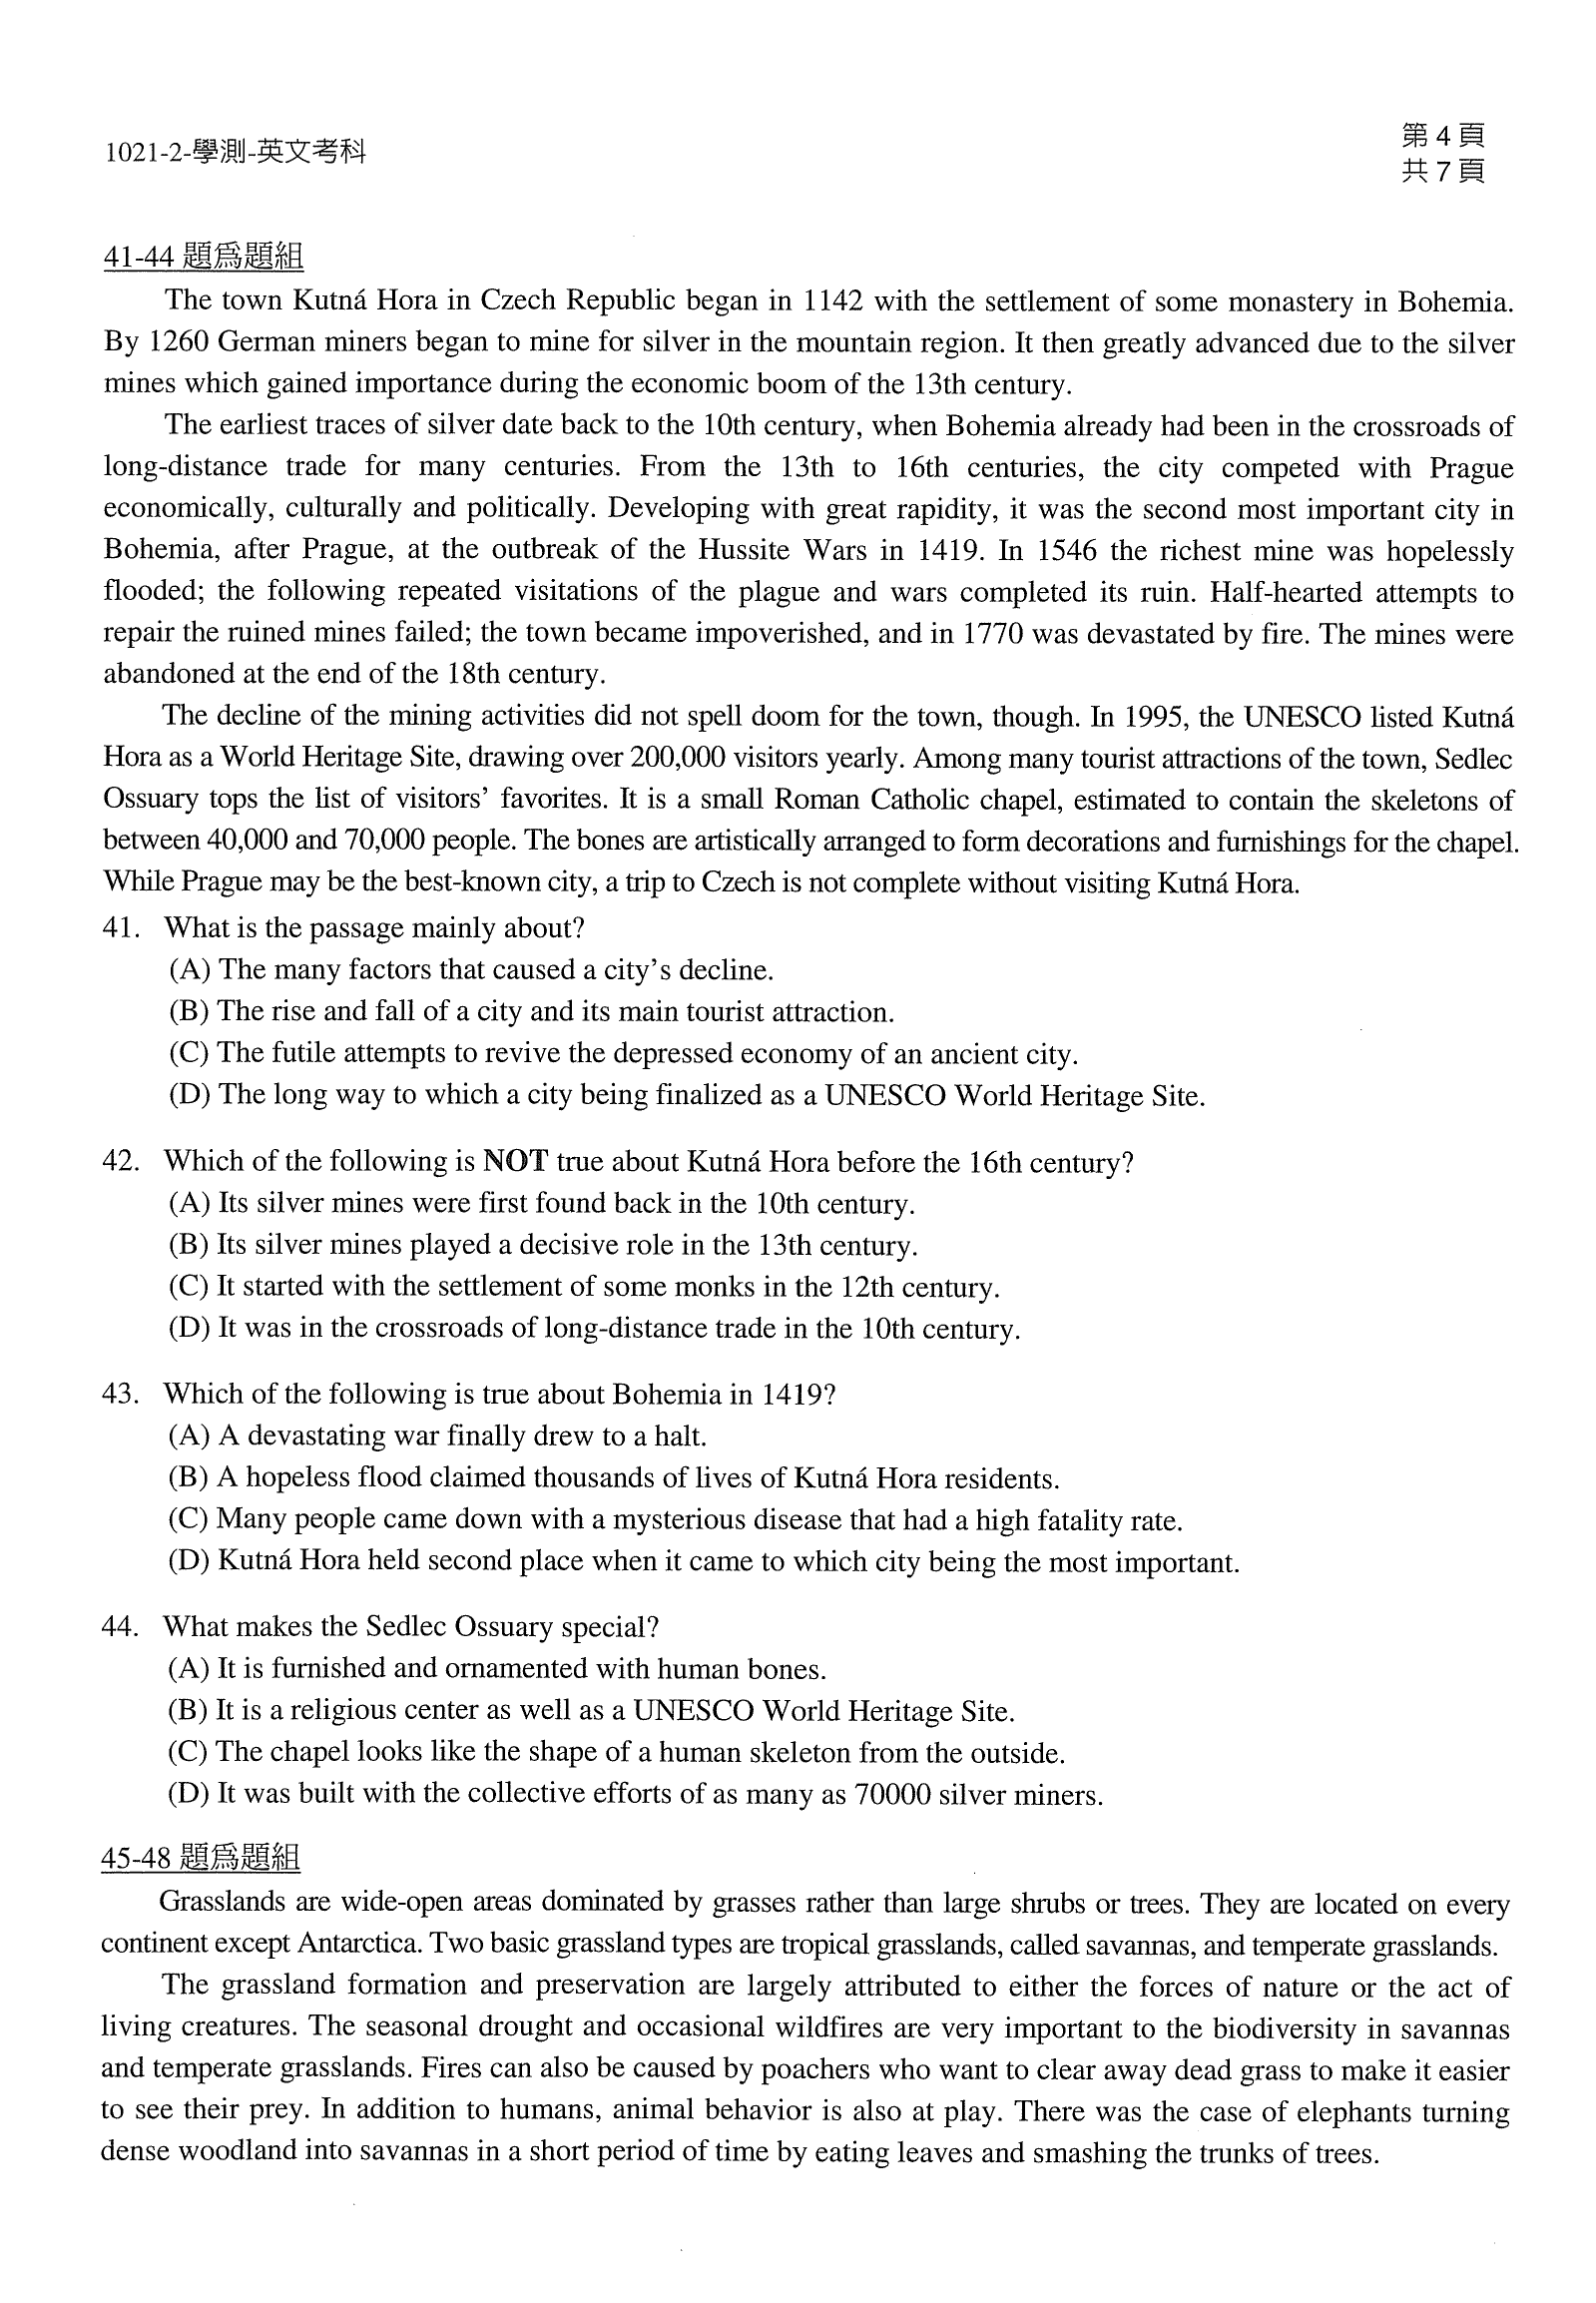 1021-2-學測-英文考科
第 4 頁
共 7 頁
41-44 題為題組
The town Kutná Hora in Czech Republic began in 1142 with the settlement of some monastery in Bohemia.
By 1260 German miners began to mine for silver in the mountain region. It then greatly advanced due to the silver
mines which gained importance during the economic boom of the 13th century.
The earliest traces of silver date back to the 10th century, when Bohemia already had been in the crossroads of
long-distance trade for many centuries. From the 13th to 16th centuries, the city competed with Prague
economically, culturally and politically. Developing with great rapidity, it was the second most important city in
Bohemia, after Prague, at the outbreak of the Hussite Wars in 1419. In 1546 the richest mine was hopelessly
flooded; the following repeated visitations of the plague and wars completed its ruin. Half-hearted attempts to
repair the ruined mines failed; the town became impoverished, and in 1770 was devastated by fire. The mines were
abandoned at the end of the 18th century.
The decline of the mining activities did not spell doom for the town, though. In 1995, the UNESCO listed Kutná
Hora as a World Heritage Site, drawing over 200,000 visitors yearly. Among many tourist attractions of the town, Sedlec
Ossuary tops the list of visitors' favorites. It is a small Roman Catholic chapel, estimated to contain the skeletons of
between 40,000 and 70,000 people. The bones are artistically arranged to form decorations and furnishings for the chapel.
While Prague may be the best-known city, a trip to Czech is not complete without visiting Kutná Hora.
41. What is the passage mainly about?
(A) The many factors that caused a city's decline.
(B) The rise and fall of a city and its main tourist attraction.
(C) The futile attempts to revive the depressed economy of an ancient city.
(D) The long way to which a city being finalized as a UNESCO World Heritage Site.
42. Which of the following is NOT true about Kutná Hora before the 16th century?
(A) Its silver mines were first found back in the 10th century.
(B) Its silver mines played a decisive role in the 13th century.
(C) It started with the settlement of some monks in the 12th century.
(D) It was in the crossroads of long-distance trade in the 10th century.
43. Which of the following is true about Bohemia in 1419?
(A) A devastating war finally drew to a halt.
(B) A hopeless flood claimed thousands of lives of Kutná Hora residents.
(C) Many people came down with a mysterious disease that had a high fatality rate.
(D) Kutná Hora held second place when it came to which city being the most important.
44. What makes the Sedlec Ossuary special?
(A) It is furnished and ornamented with human bones.
(B) It is a religious center as well as a UNESCO World Heritage Site.
(C) The chapel looks like the shape of a human skeleton from the outside.
(D) It was built with the collective efforts of as many as 70000 silver miners.
45-48 題為題組
Grasslands are wide-open areas dominated by grasses rather than large shrubs or trees. They are located on every
continent except Antarctica. Two basic grassland types are tropical grasslands, called savannas, and temperate grasslands.
The grassland formation and preservation are largely attributed to either the forces of nature or the act of
living creatures. The seasonal drought and occasional wildfires are very important to the biodiversity in savannas
and temperate grasslands. Fires can also be caused by poachers who want to clear away dead grass to make it easier
to see their prey. In addition to humans, animal behavior is also at play. There was the case of elephants turning
dense woodland into savannas in a short period of time by eating leaves and smashing the trunks of trees.